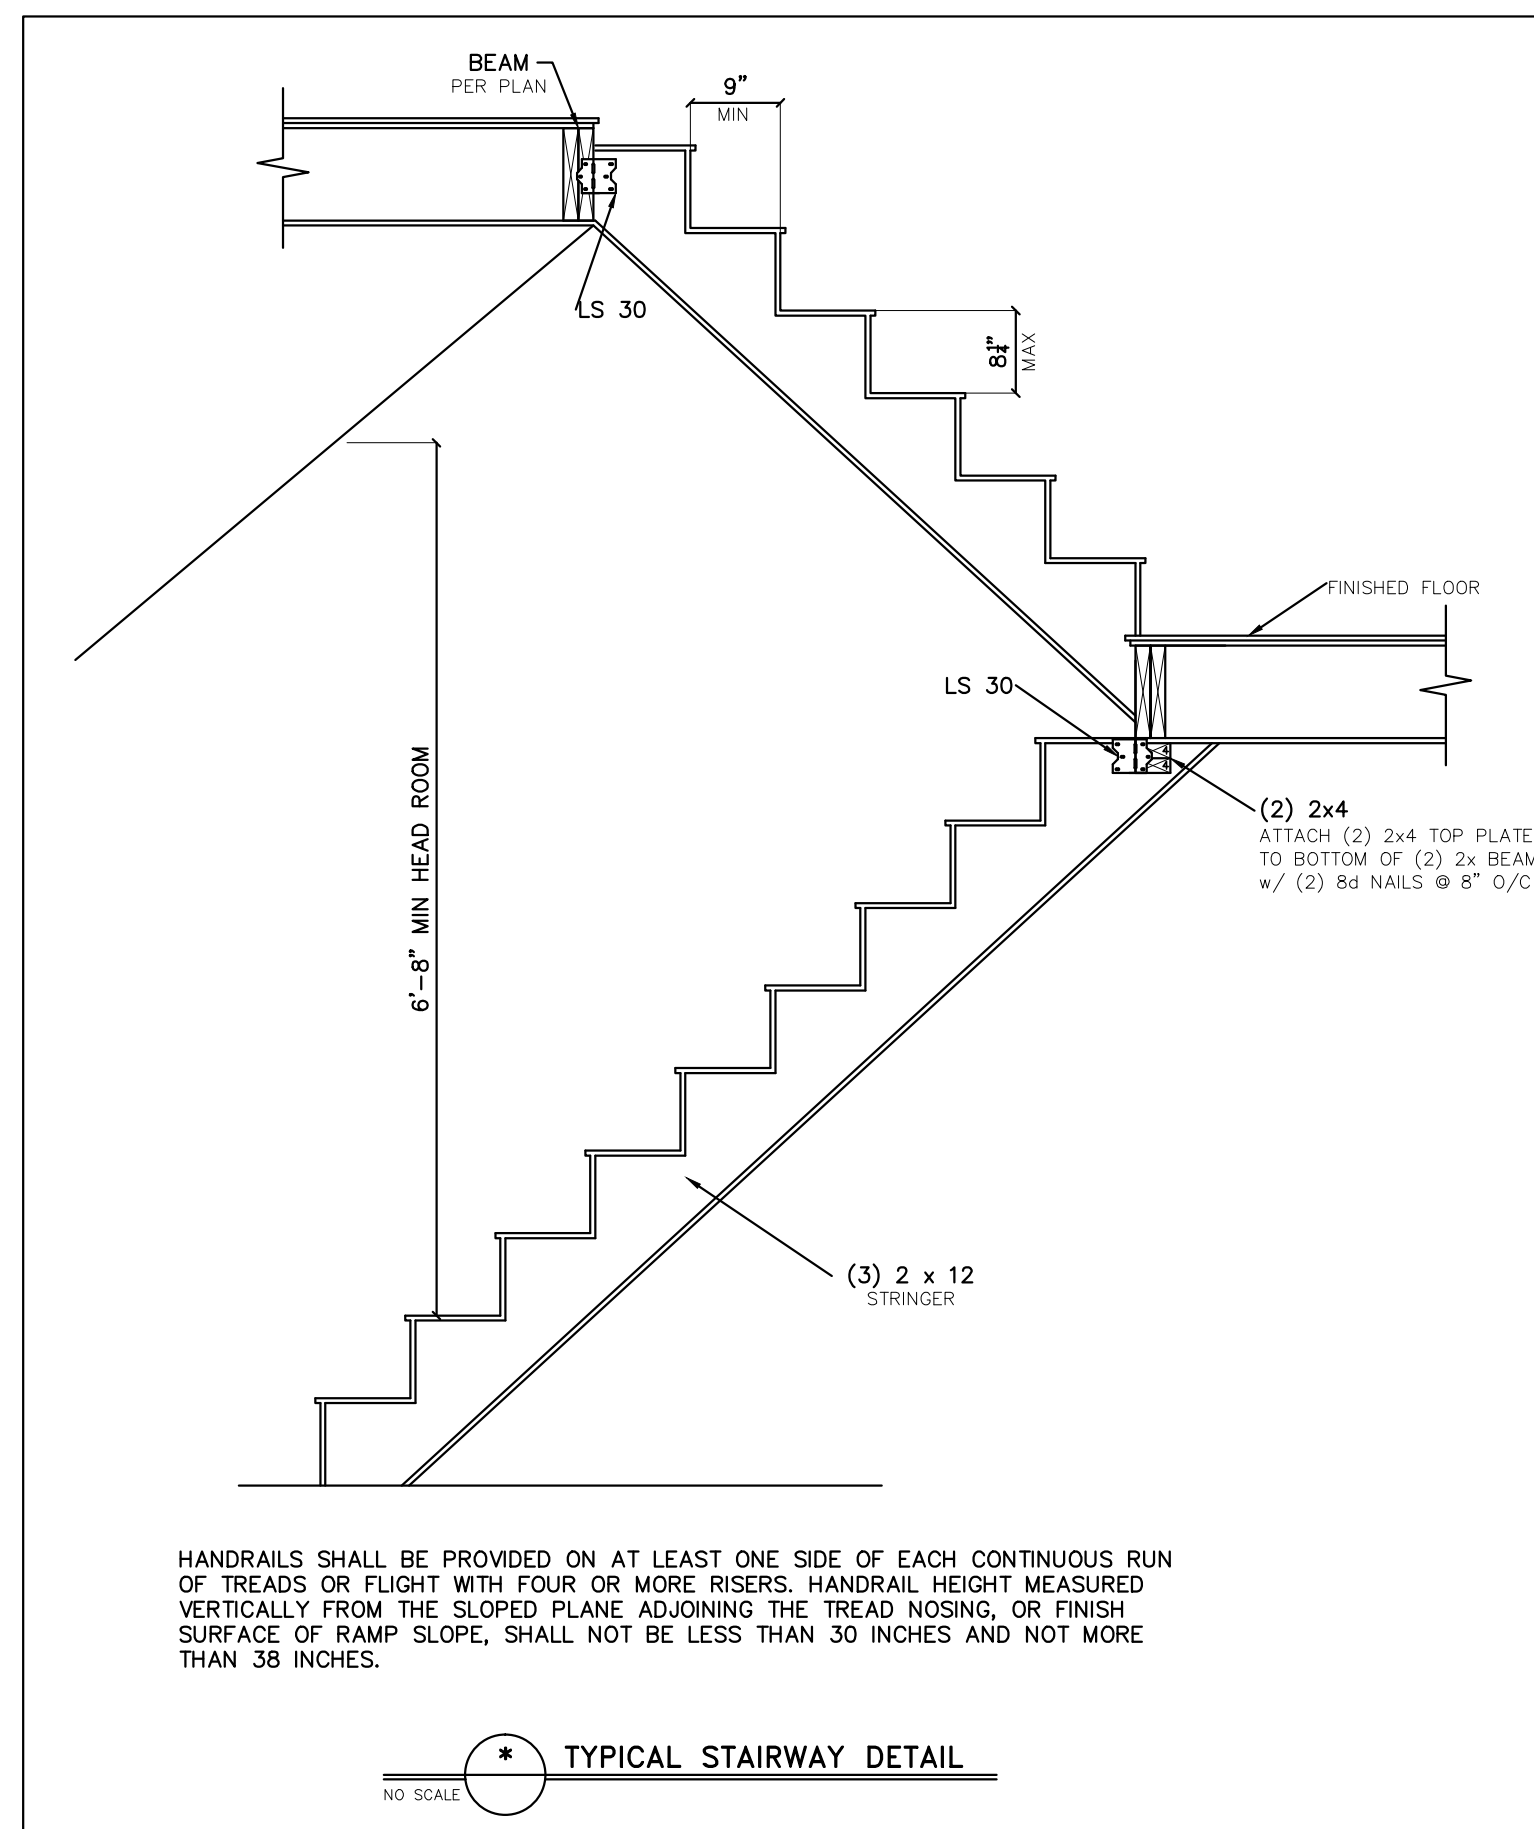 BEAM
PER PLAN
9”
MIN
LS 30
8¼”
MAX
FINISHED FLOOR
LS 30
6’–8” MIN HEAD ROOM
4
4
(2) 2x4
ATTACH (2) 2x4 TOP PLATE
TO BOTTOM OF (2) 2x BEAM
w/ (2) 8d NAILS @ 8” O/C
(3) 2 x 12
STRINGER
HANDRAILS SHALL BE PROVIDED ON AT LEAST ONE SIDE OF EACH CONTINUOUS RUN
OF TREADS OR FLIGHT WITH FOUR OR MORE RISERS. HANDRAIL HEIGHT MEASURED
VERTICALLY FROM THE SLOPED PLANE ADJOINING THE TREAD NOSING, OR FINISH
SURFACE OF RAMP SLOPE, SHALL NOT BE LESS THAN 30 INCHES AND NOT MORE
THAN 38 INCHES.
* TYPICAL STAIRWAY DETAIL
NO SCALE